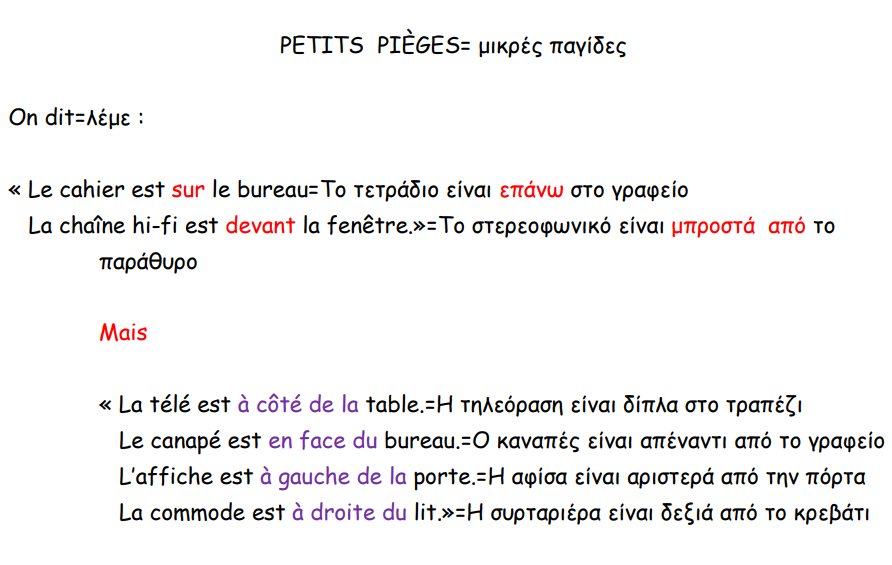 PETITS PIÈGES= μικρές παγίδες
On dit=λέμε :
« Le cahier est sur le bureau=Το τετράδιο είναι επάνω στο γραφείο
La chaîne hi-fi est devant la fenêtre.»=Το στερεοφωνικό είναι μπροστά από το
παράθυρο
Mais
« La télé est à côté de la table.=Η τηλεόραση είναι δίπλα στο τραπέζι
Le canapé est en face du bureau.=Ο καναπές είναι απέναντι από το γραφείο
L’affiche est à gauche de la porte.=Η αφίσα είναι αριστερά από την πόρτα
La commode est à droite du lit.»=Η συρταριέρα είναι δεξιά από το κρεβάτι